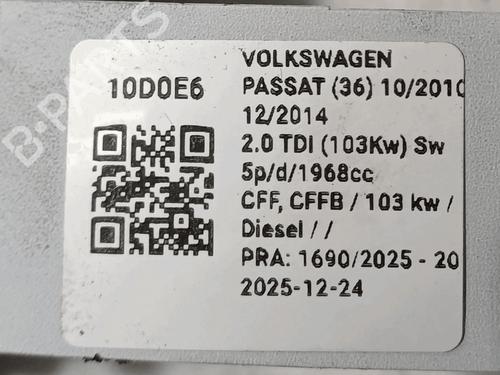 10D0E6
VOLKSWAGEN
PASSAT (36) 10/2010
12/2014
2.0 TDI (103Kw) Sw
5p/d/1968cc
CFF, CFFB / 103 kw /
Diesel / /
PRA: 1690/2025 - 20
2025-12-24
B-PARTS